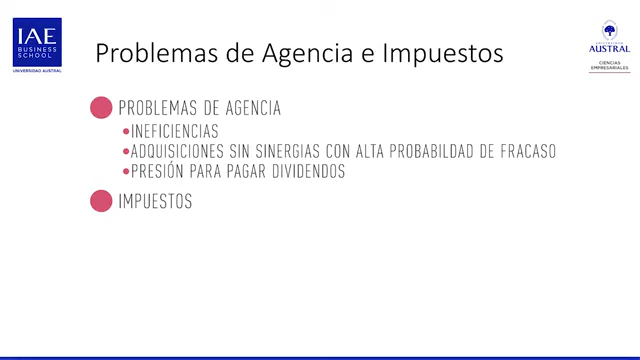 IAE
BUSINESS
SCHOOL
UNIVERSIDAD AUSTRAL
Problemas de Agencia e Impuestos
AUSTRAL
CIENCIAS
EMPRESARIALES
PROBLEMAS DE AGENCIA
INEFICIENCIAS
ADQUISICIONES SIN SINERGIAS CON ALTA PROBABILDAD DE FRACASO
PRESIÓN PARA PAGAR DIVIDENDOS
IMPUESTOS